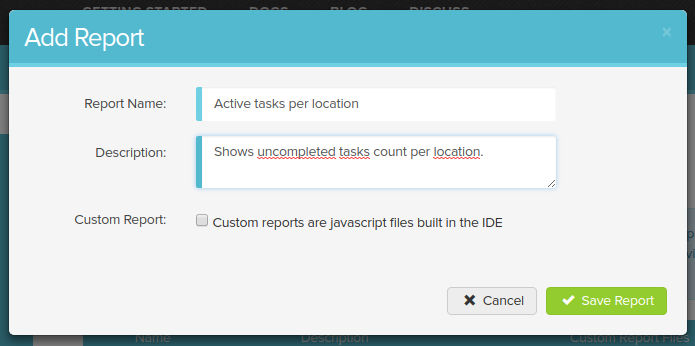 GETTING STARTED DOCS BLOG DISCUSS
Add Report
×
Report Name: Active tasks per location
Description: Shows uncompleted tasks count per location.
Custom Report: Custom reports are javascript files built in the IDE
Cancel Save Report
Name Description Custom Report Files